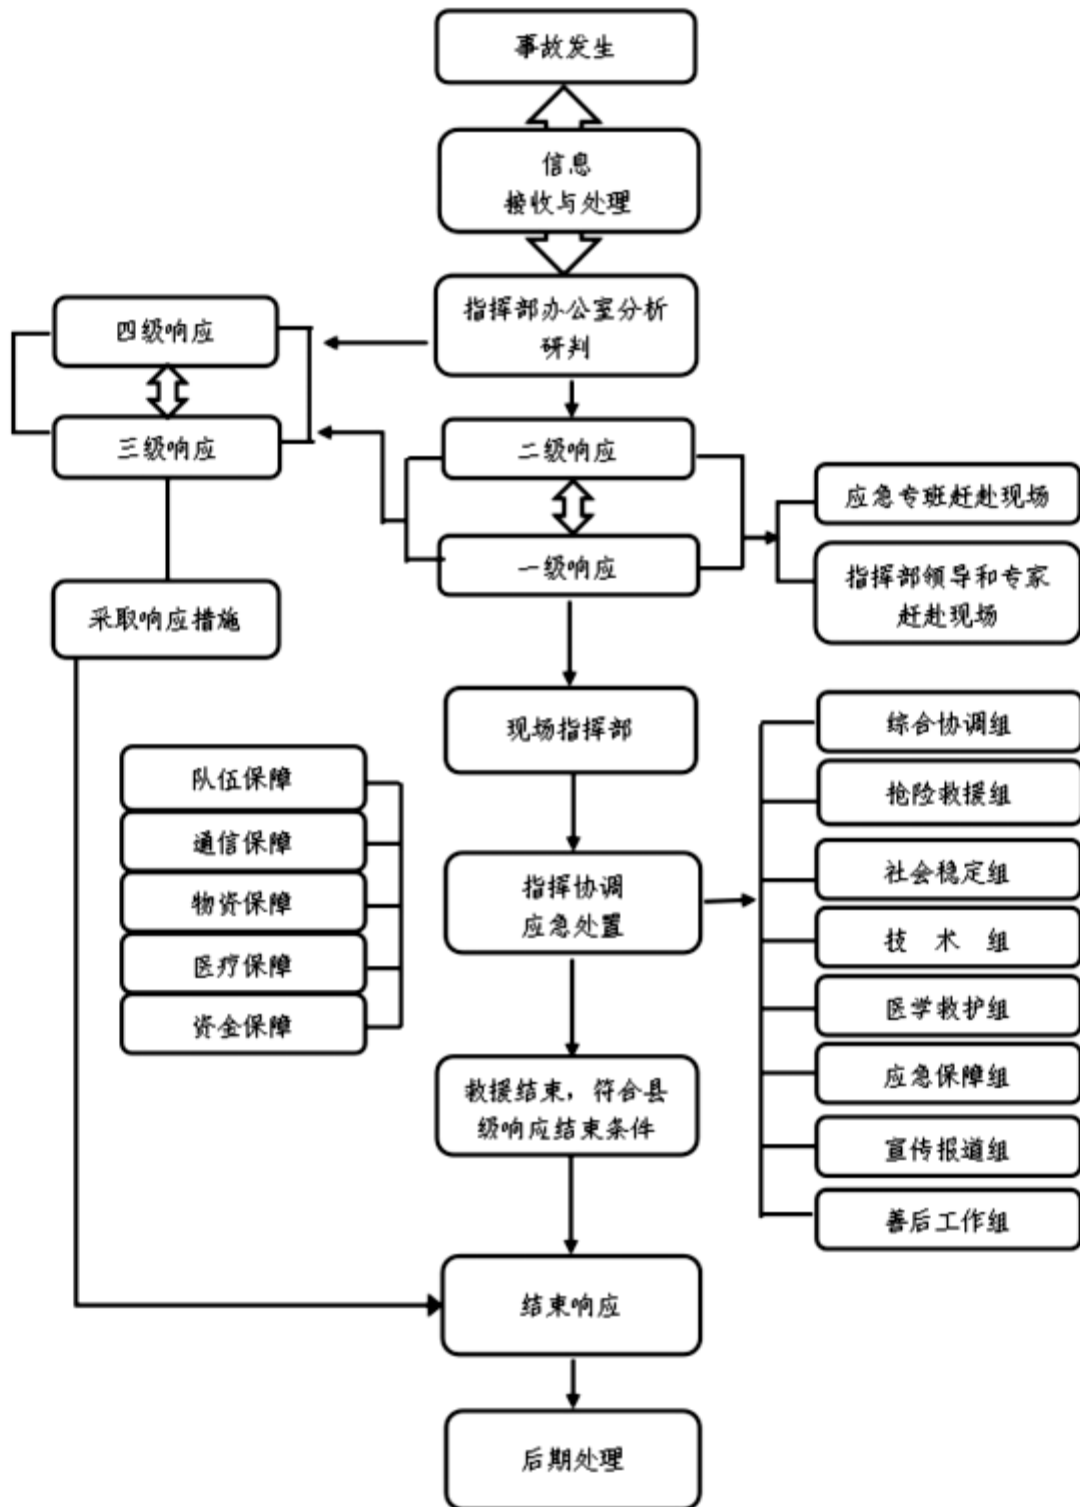 事故发生
信息
接收与处理
指挥部办公室分析
研判
四级响应
三级响应
二级响应
一级响应
应急专班赶赴现场
指挥部领导和专家
赶赴现场
采取响应措施
现场指挥部
队伍保障
通信保障
物资保障
医疗保障
资金保障
指挥协调
应急处置
综合协调组
抢险救援组
社会稳定组
技 术 组
医学救护组
应急保障组
宣传报道组
善后工作组
救援结束，符合县
级响应结束条件
结束响应
后期处理